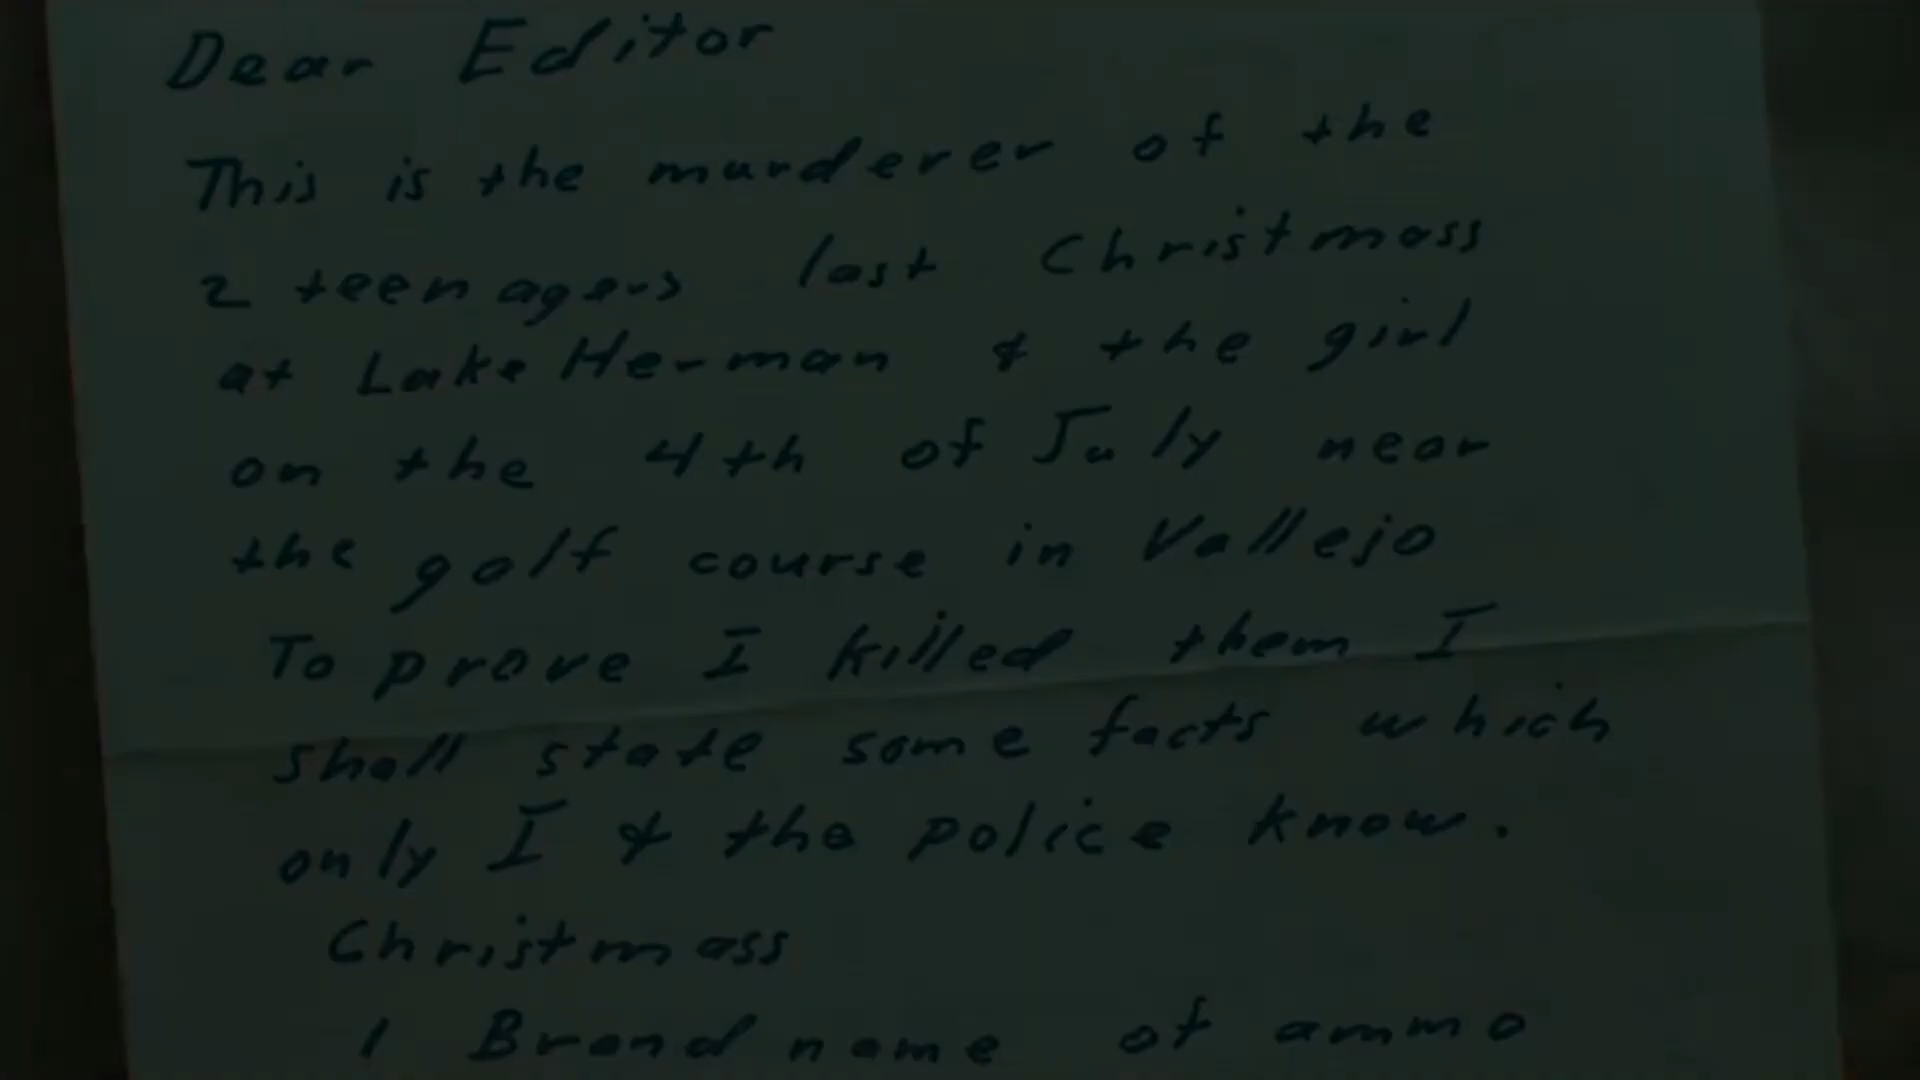 Dear Editor
This is the murderer of the
2 teenagers last Christmass
at Lake Herman & the girl
on the 4th of July near
the golf course in Vallejo
To prove I killed them I
shall state some facts which
only I & the police know.
Christmass
1 Brand name of ammo